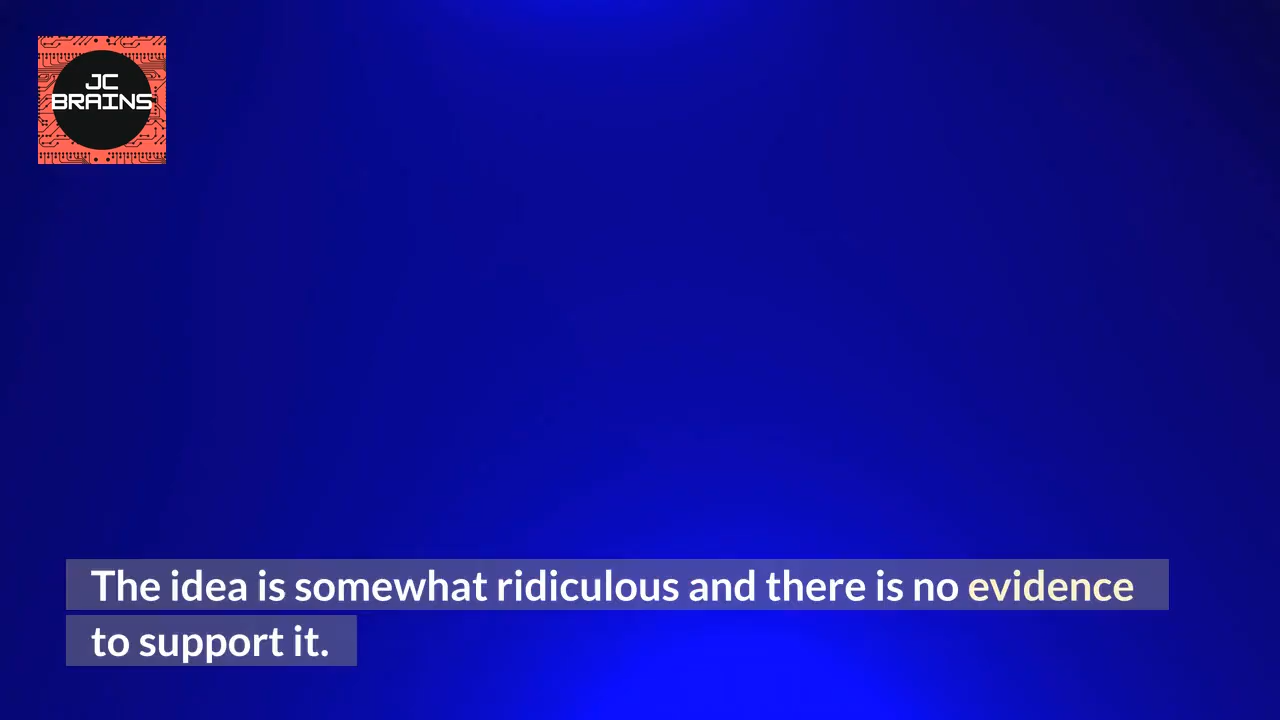 JC
BRAINS
The idea is somewhat ridiculous and there is no evidence
to support it.